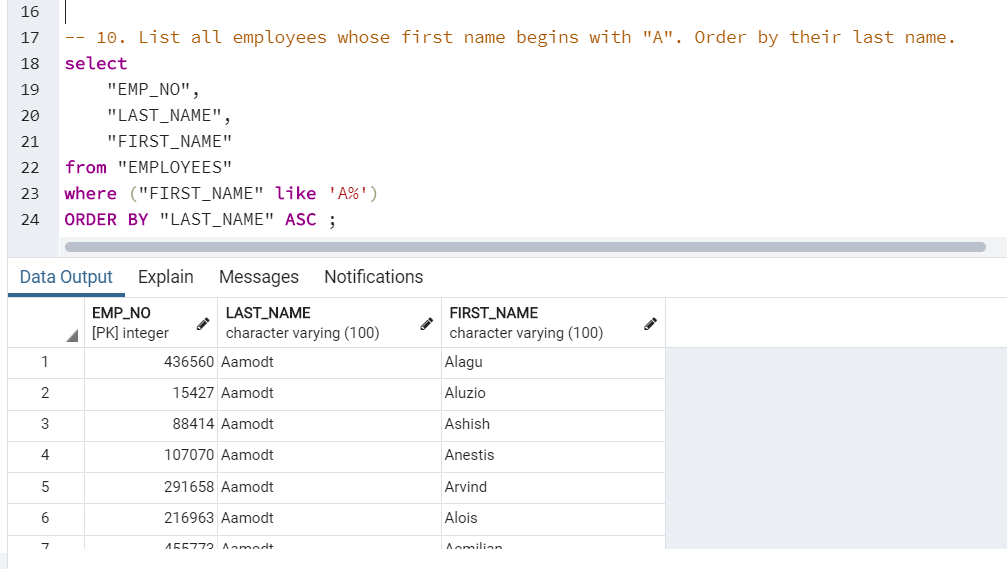 16
17 -- 10. List all employees whose first name begins with "A". Order by their last name.
18 select
19 "EMP_NO",
20 "LAST_NAME",
21 "FIRST_NAME"
22 from "EMPLOYEES"
23 where ("FIRST_NAME" like 'A%')
24 ORDER BY "LAST_NAME" ASC ;
Data Output Explain Messages Notifications
EMP_NO LAST_NAME FIRST_NAME
[PK] integer character varying (100) character varying (100)
1 436560 Aamodt Alagu
2 15427 Aamodt Aluzio
3 88414 Aamodt Ashish
4 107070 Aamodt Anestis
5 291658 Aamodt Arvind
6 216963 Aamodt Alois
7 455773 Aamodt Aemilian